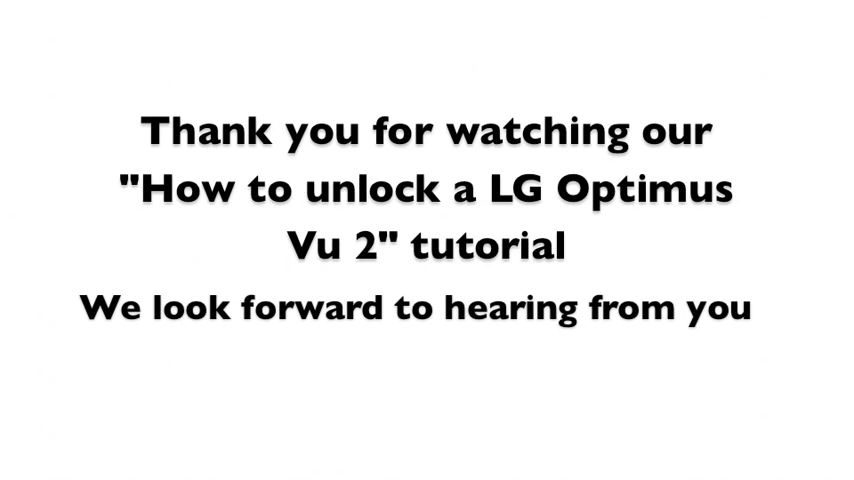 Thank you for watching our
"How to unlock a LG Optimus
Vu 2" tutorial
We look forward to hearing from you